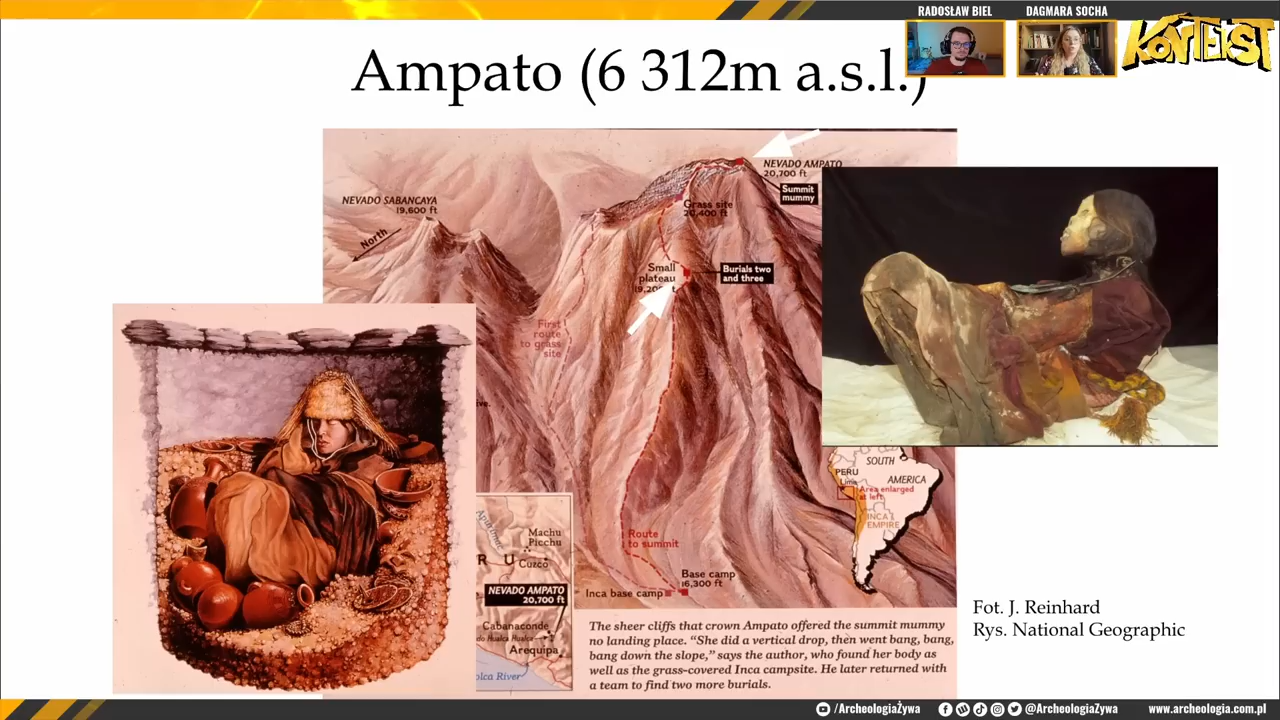 RADOSŁAW BIEL
DAGMARA SOCHA
KONTEKST
Ampato (6 312m a.s.l.)
NEVADO SABANCAYA
19,600 ft
North
NEVADO AMPATO
20,700 ft
Summit
mummy
Grass site
20,400 ft
Small
plateau
Burials two
and three
First
route
to grass
site
Route
to summit
Base camp
16,300 ft
Inca base camp
SOUTH
AMERICA
PERU
Lima
Area enlarged
at left
INCA
EMPIRE
Machu
Picchu
R U
Cuzco
NEVADO AMPATO
20,700 ft
Cabanaconde
Arequipa
olca River
The sheer cliffs that crown Ampato offered the summit mummy
no landing place. “She did a vertical drop, then went bang, bang,
bang down the slope,” says the author, who found her body as
well as the grass-covered Inca campsite. He later returned with
a team to find two more burials.
Fot. J. Reinhard
Rys. National Geographic
/ArcheologiaŻywa
@ArcheologiaZywa
www.archeologia.com.pl